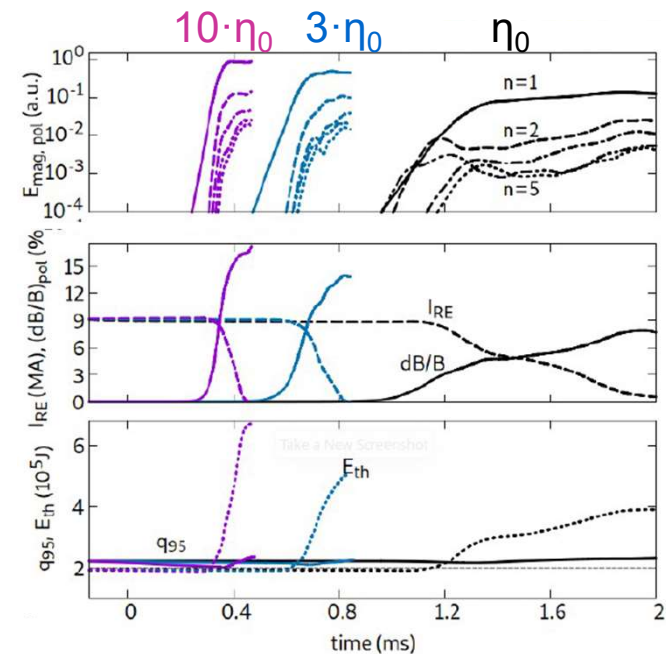 10·η₀ 3·η₀ η₀
E_mag, pol (a.u.)
10⁰
10⁻¹
10⁻²
10⁻³
10⁻⁴
n=1
n=2
n=5
I_RE (MA), (dB/B)_pol (%
15
12
9
6
3
0
I_RE
dB/B
q₉₅, E_th (10⁵J)
6
4
2
Take a New Screenshot
E_th
q₉₅
0 0.4 0.8 1.2 1.6 2
time (ms)